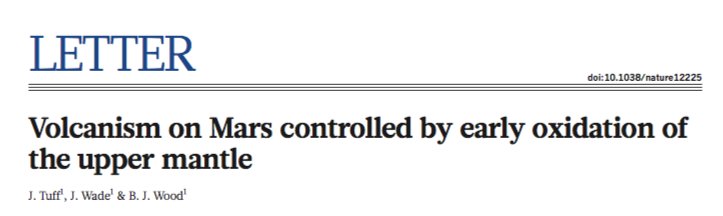 LETTER
doi:10.1038/nature12225
Volcanism on Mars controlled by early oxidation of
the upper mantle
J. Tuff¹, J. Wade¹ & B. J. Wood¹